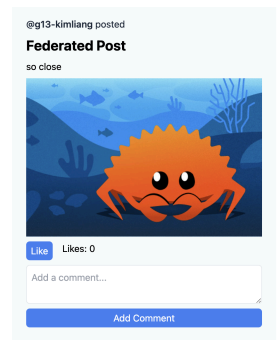 @g13-kimliang posted
Federated Post
so close
Like Likes: 0
Add a comment...
Add Comment